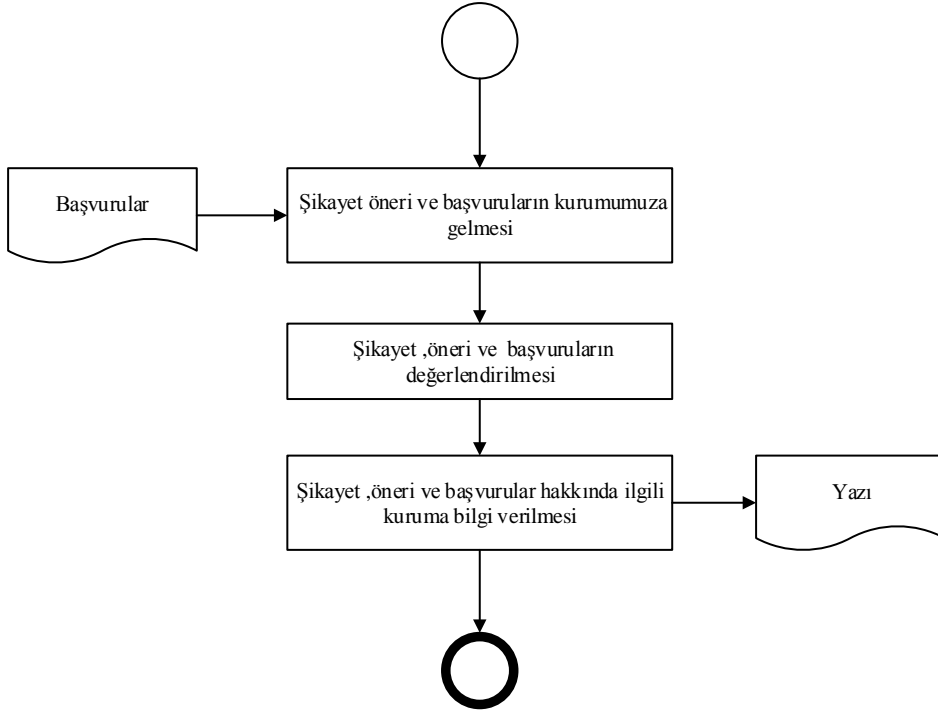 Başvurular
Şikayet öneri ve başvuruların kurumumuza
gelmesi
Şikayet ,öneri ve başvuruların
değerlendirilmesi
Şikayet ,öneri ve başvurular hakkında ilgili
kuruma bilgi verilmesi
Yazı